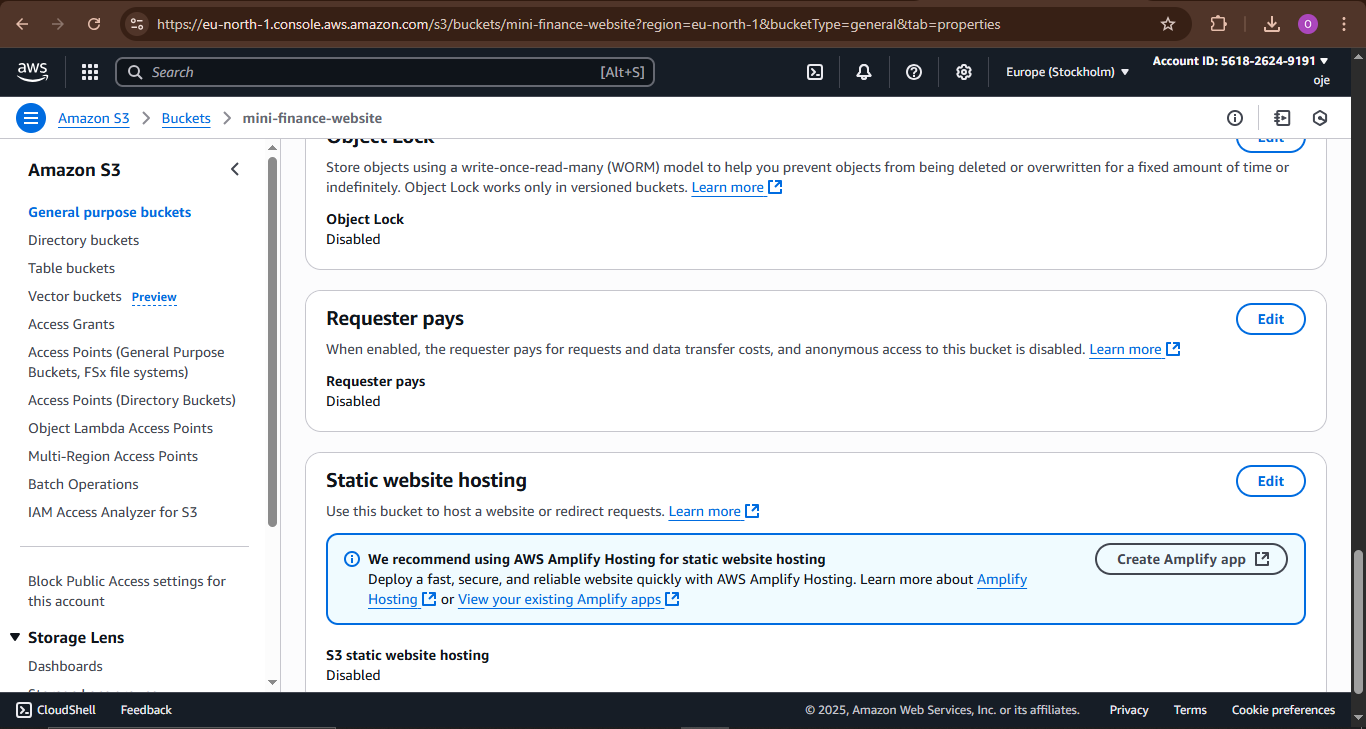 https://eu-north-1.console.aws.amazon.com/s3/buckets/mini-finance-website?region=eu-north-1&bucketType=general&tab=properties
O
aws
Search
[Alt+S]
Europe (Stockholm)
Account ID: 5618-2624-9191
oje
Amazon S3
Buckets
mini-finance-website
Amazon S3
General purpose buckets
Directory buckets
Table buckets
Vector buckets Preview
Access Grants
Access Points (General Purpose
Buckets, FSx file systems)
Access Points (Directory Buckets)
Object Lambda Access Points
Multi-Region Access Points
Batch Operations
IAM Access Analyzer for S3
Block Public Access settings for
this account
Storage Lens
Dashboards
Object Lock
Edit
Store objects using a write-once-read-many (WORM) model to help you prevent objects from being deleted or overwritten for a fixed amount of time or
indefinitely. Object Lock works only in versioned buckets. Learn more
Object Lock
Disabled
Requester pays
Edit
When enabled, the requester pays for requests and data transfer costs, and anonymous access to this bucket is disabled. Learn more
Requester pays
Disabled
Static website hosting
Edit
Use this bucket to host a website or redirect requests. Learn more
We recommend using AWS Amplify Hosting for static website hosting
Create Amplify app
Deploy a fast, secure, and reliable website quickly with AWS Amplify Hosting. Learn more about Amplify
Hosting or View your existing Amplify apps
S3 static website hosting
Disabled
CloudShell
Feedback
© 2025, Amazon Web Services, Inc. or its affiliates.
Privacy
Terms
Cookie preferences